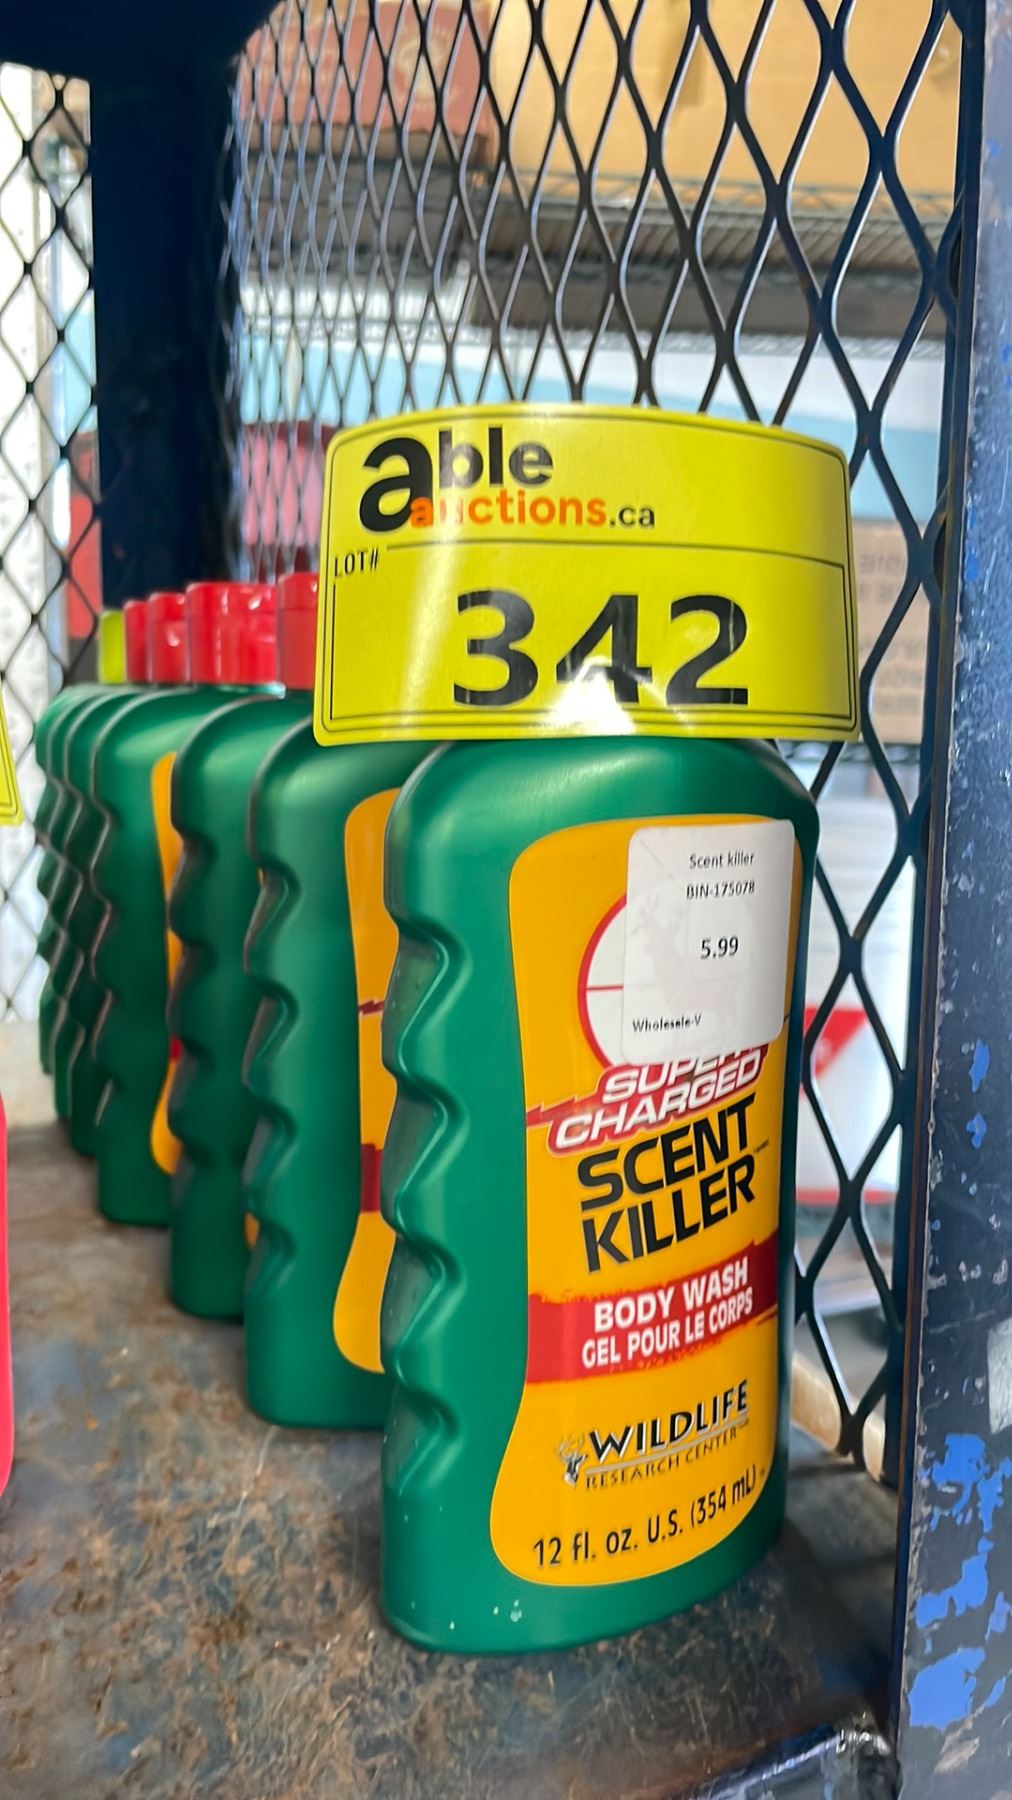 able
auctions.ca
LOT#
342
Scent killer
BIN-175078
5.99
Wholesale-V
SUPER
CHARGED
SCENT
KILLER
BODY WASH
GEL POUR LE CORPS
WILDLIFE
RESEARCH CENTER
12 fl. oz. U.S. (354 mL)